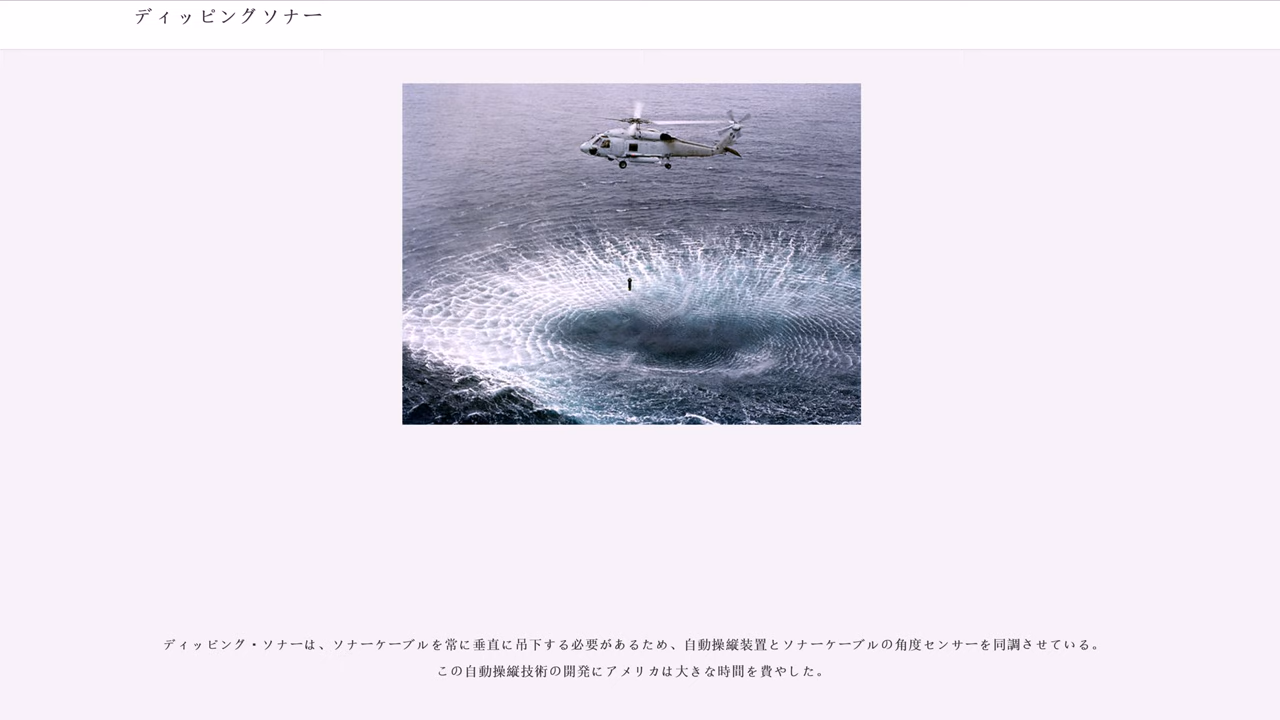 ディッピングソナー
ディッピング・ソナーは、ソナーケーブルを常に垂直に吊下する必要があるため、自動操縦装置とソナーケーブルの角度センサーを同調させている。
この自動操縦技術の開発にアメリカは大きな時間を費やした。